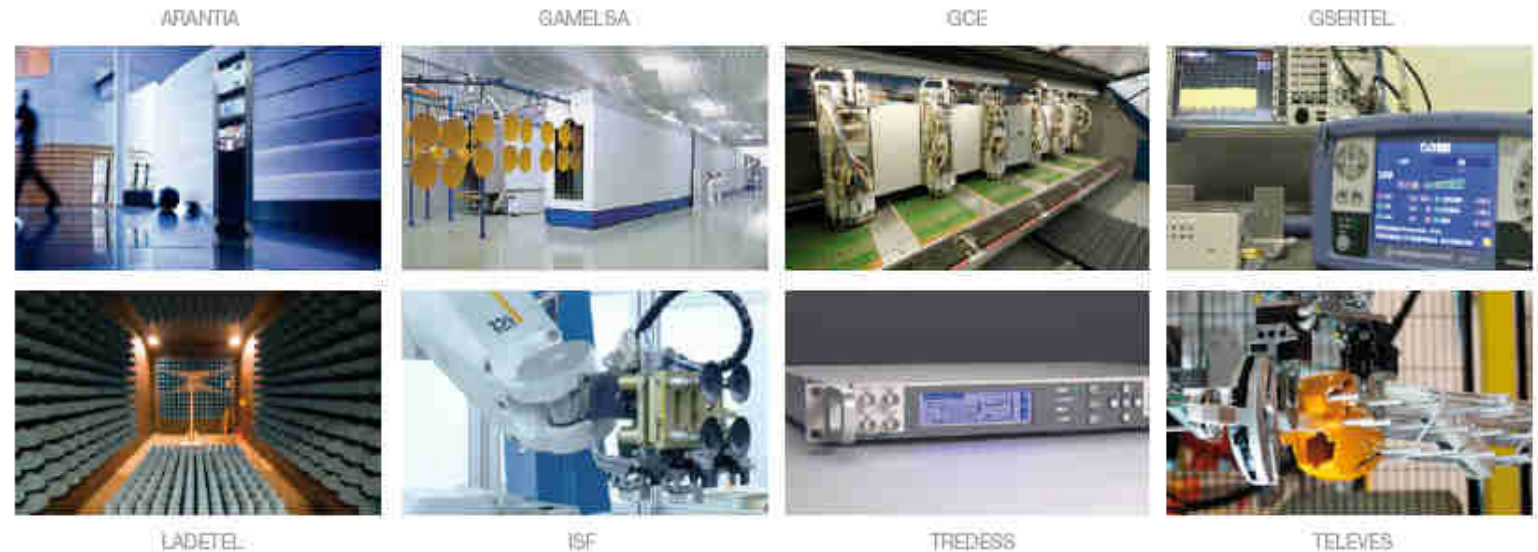 ARANTIA GAMELSA GCE GSERTEL
LADETEL ISF TREDESS TELEVES